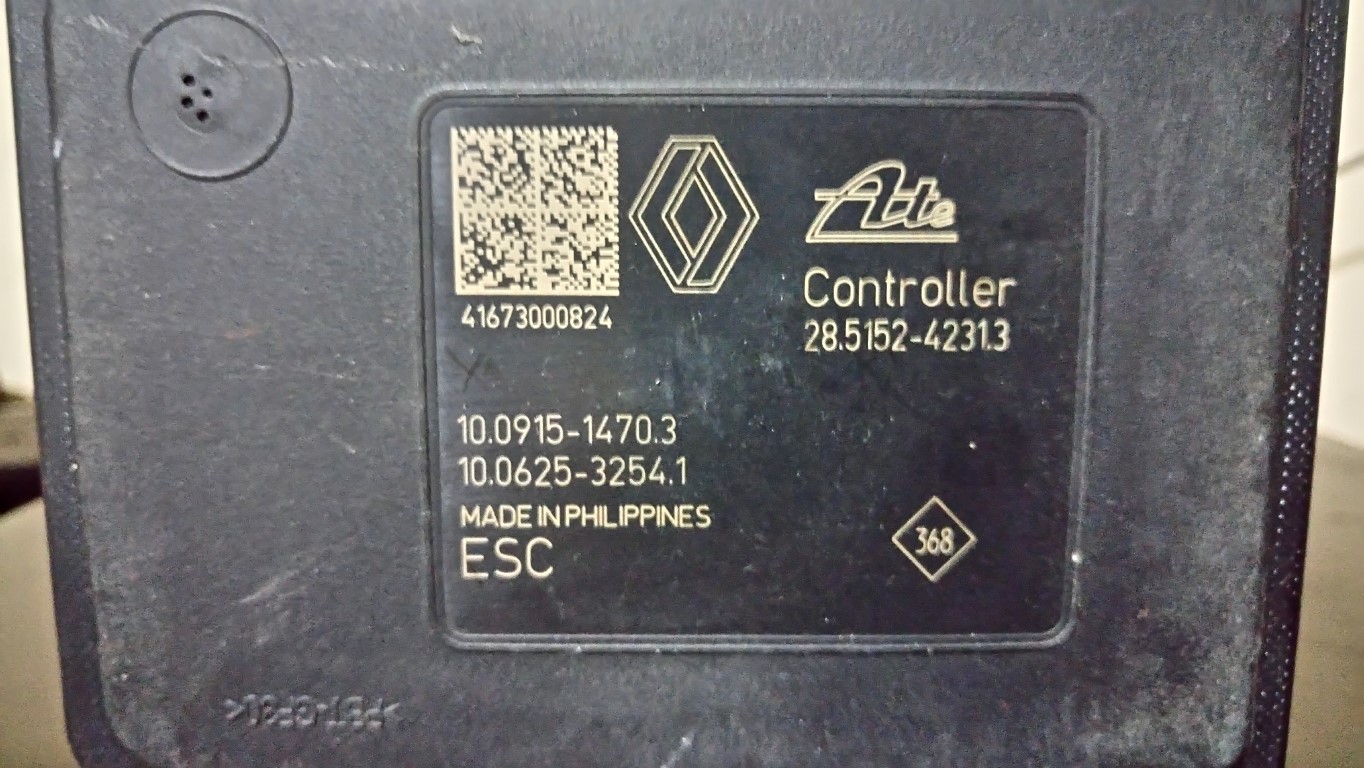 41673000824
Ate
Controller
28.5152-4231.3
10.0915-1470.3
10.0625-3254.1
MADE IN PHILIPPINES
ESC
368